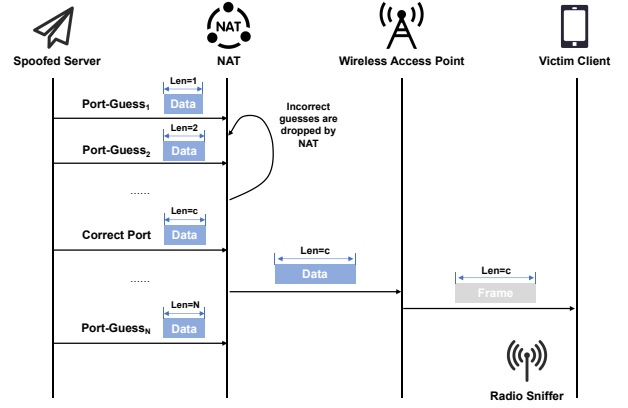 NAT
Spoofed Server
NAT
Wireless Access Point
Victim Client
Len=1
Port-Guess₁
Data
Incorrect
guesses are
dropped by
NAT
Len=2
Port-Guess₂
Data
......
Len=c
Correct Port
Data
Len=c
Data
Len=c
Frame
......
Len=N
Port-Guess_N
Data
Radio Sniffer